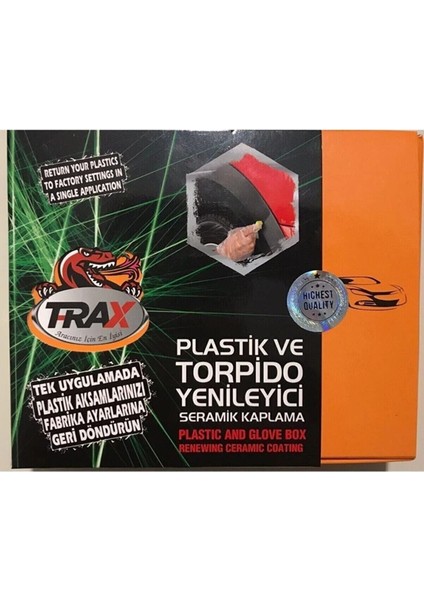 RETURN YOUR PLASTICS
TO FACTORY SETTINGS IN
A SINGLE APPLICATION
T-RAX
Aracınız İçin En İyisi
TEK UYGULAMADA
PLASTİK AKSAMLARINIZI
FABRİKA AYARLARINA
GERİ DÖNDÜRÜN
HIGHEST
QUALITY
PLASTİK VE
TORPİDO
YENİLEYİCİ
SERAMİK KAPLAMA
PLASTIC AND GLOVE BOX
RENEWING CERAMIC COATING